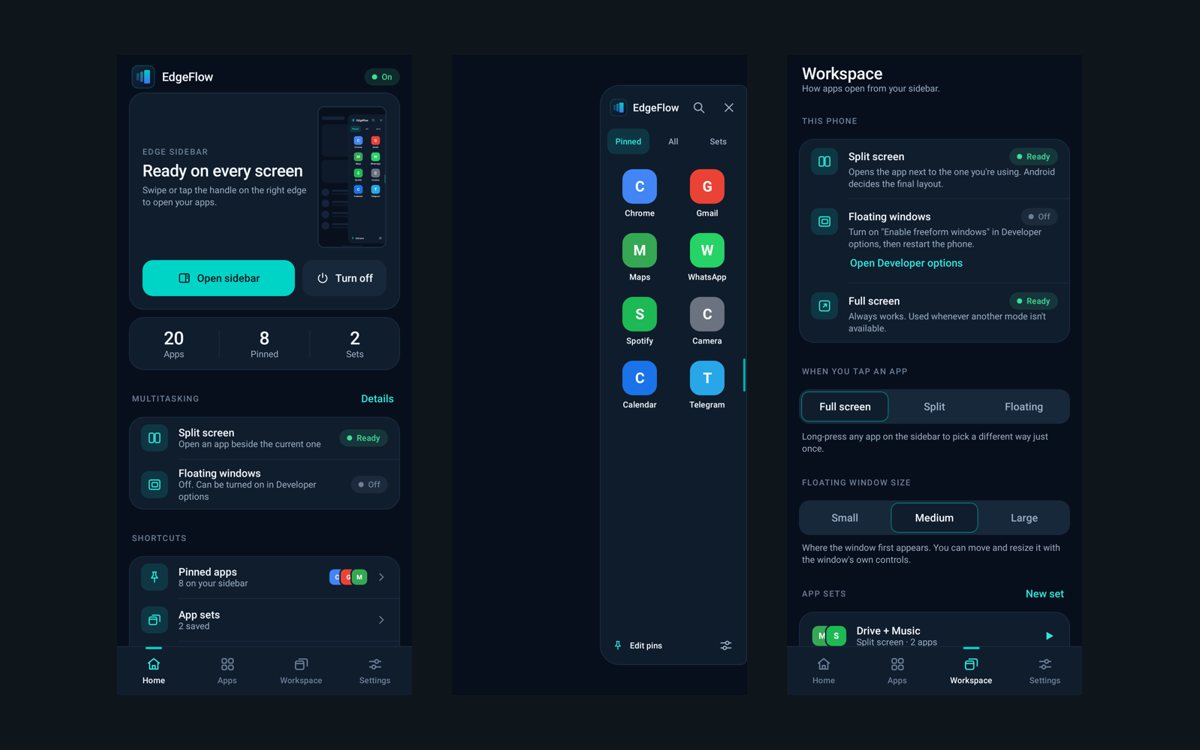 EdgeFlow
On
EDGE SIDEBAR
Ready on every screen
Swipe or tap the handle on the right edge
to open your apps.
Open sidebar
Turn off
20
Apps
8
Pinned
2
Sets
MULTITASKING
Details
Split screen
Open an app beside the current one
Ready
Floating windows
Off. Can be turned on in Developer
options
Off
SHORTCUTS
Pinned apps
8 on your sidebar
C
G
M
App sets
2 saved
Home
Apps
Workspace
Settings
EdgeFlow
Pinned
All
Sets
C
Chrome
G
Gmail
M
Maps
W
WhatsApp
S
Spotify
C
Camera
C
Calendar
T
Telegram
Edit pins
Workspace
How apps open from your sidebar.
THIS PHONE
Split screen
Ready
Opens the app next to the one you're using. Android
decides the final layout.
Floating windows
Off
Turn on "Enable freeform windows" in Developer
options, then restart the phone.
Open Developer options
Full screen
Ready
Always works. Used whenever another mode isn't
available.
WHEN YOU TAP AN APP
Full screen
Split
Floating
Long-press any app on the sidebar to pick a different way just
once.
FLOATING WINDOW SIZE
Small
Medium
Large
Where the window first appears. You can move and resize it with
the window's own controls.
APP SETS
New set
M
S
Drive + Music
Split screen · 2 apps
Home
Apps
Workspace
Settings